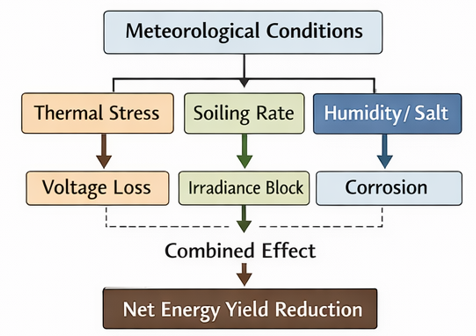 Meteorological Conditions
Thermal Stress
Soiling Rate
Humidity/ Salt
Voltage Loss
Irradiance Block
Corrosion
Combined Effect
Net Energy Yield Reduction